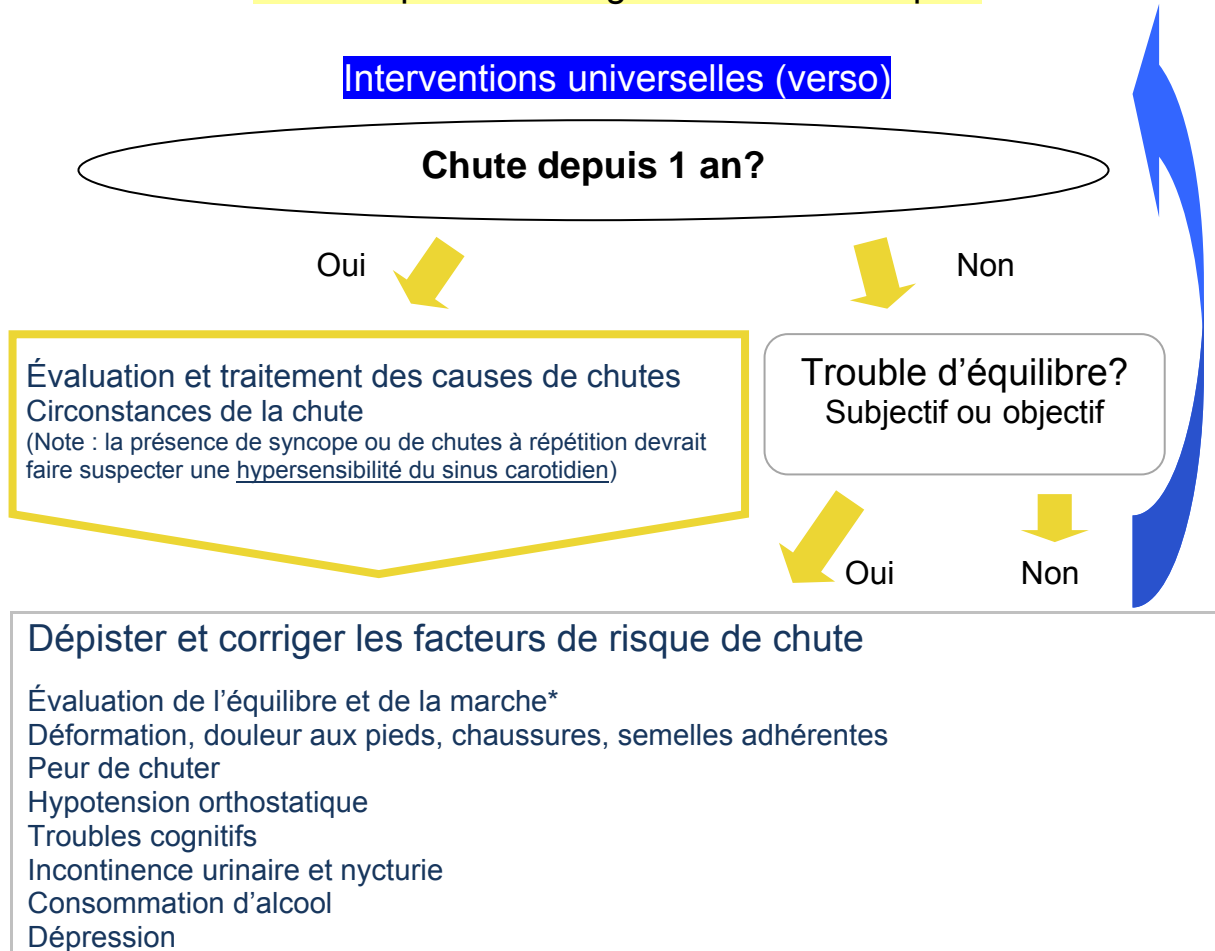 Interventions universelles (verso)
Chute depuis 1 an?
Oui
Non
Évaluation et traitement des causes de chutes
Circonstances de la chute
(Note : la présence de syncope ou de chutes à répétition devrait
faire suspecter une hypersensibilité du sinus carotidien)
Trouble d’équilibre?
Subjectif ou objectif
Oui
Non
Dépister et corriger les facteurs de risque de chute
Évaluation de l’équilibre et de la marche*
Déformation, douleur aux pieds, chaussures, semelles adhérentes
Peur de chuter
Hypotension orthostatique
Troubles cognitifs
Incontinence urinaire et nycturie
Consommation d’alcool
Dépression